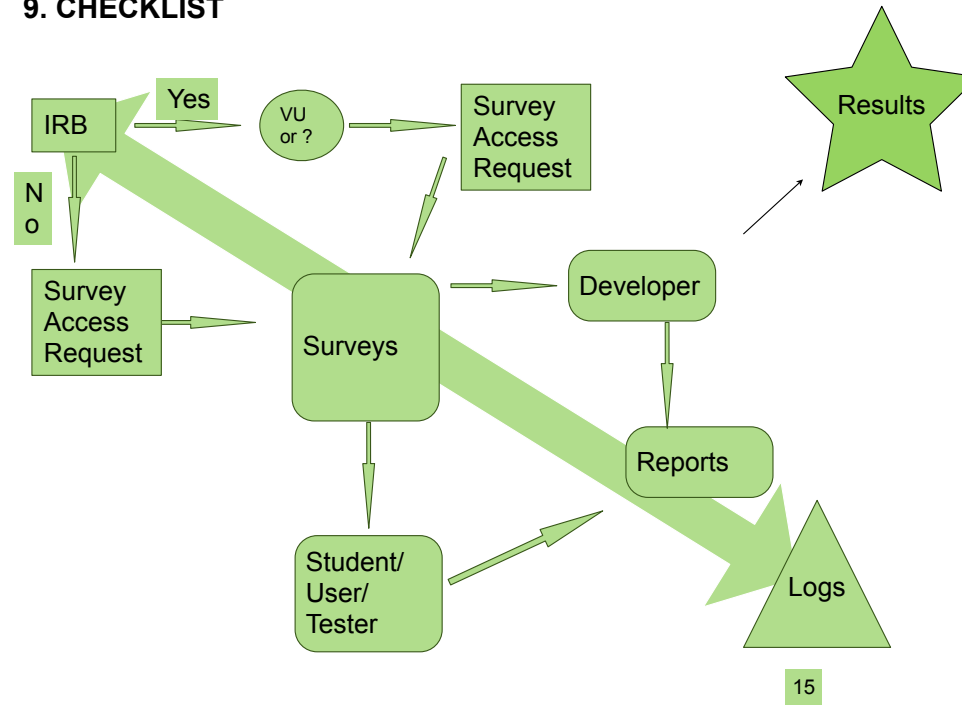 9. CHECKLIST
Yes
IRB
VU
or ?
Survey
Access
Request
Results
N
o
Survey
Access
Request
Surveys
Developer
Reports
Student/
User/
Tester
Logs
15